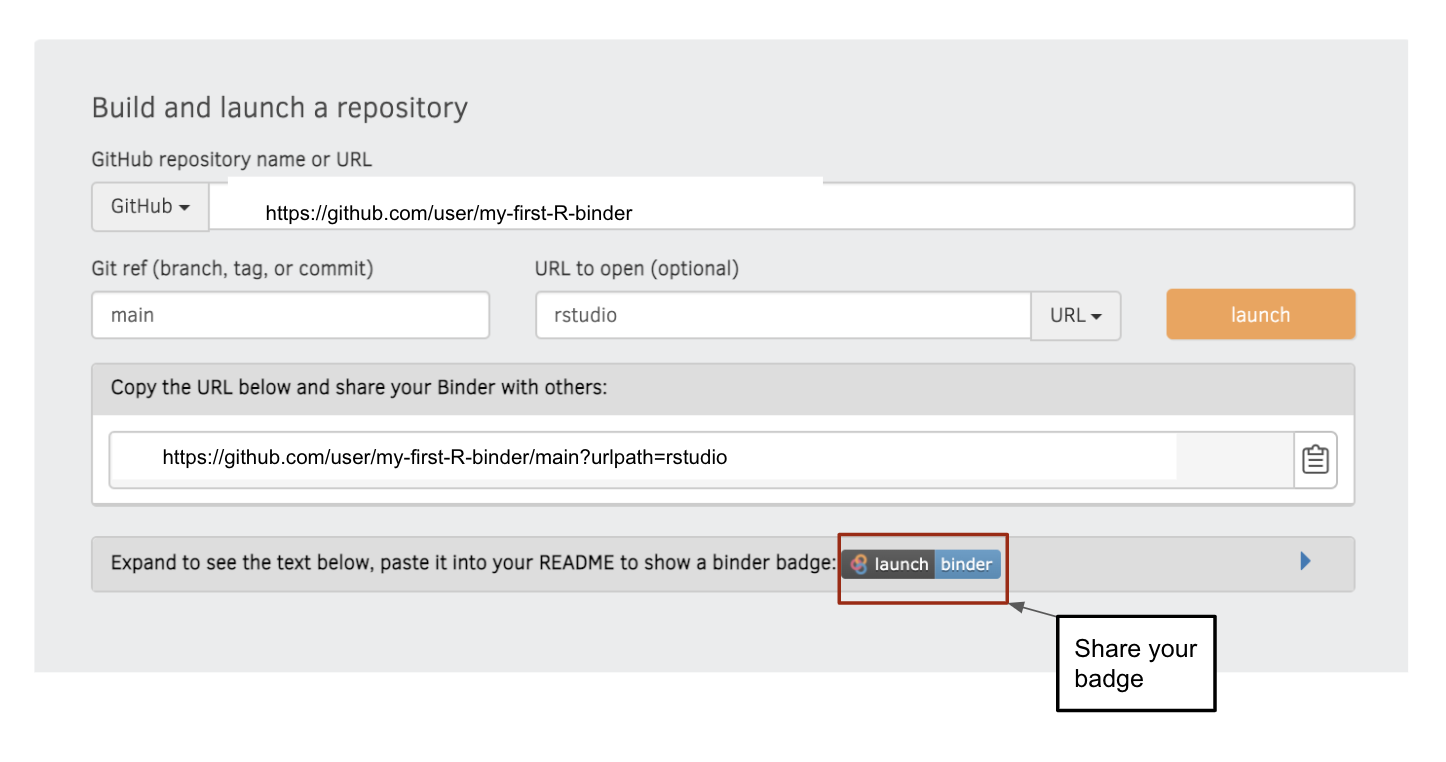 Build and launch a repository
GitHub repository name or URL
GitHub
https://github.com/user/my-first-R-binder
Git ref (branch, tag, or commit)
URL to open (optional)
main
rstudio
URL
launch
Copy the URL below and share your Binder with others:
https://github.com/user/my-first-R-binder/main?urlpath=rstudio
Expand to see the text below, paste it into your README to show a binder badge: launch binder
Share your
badge